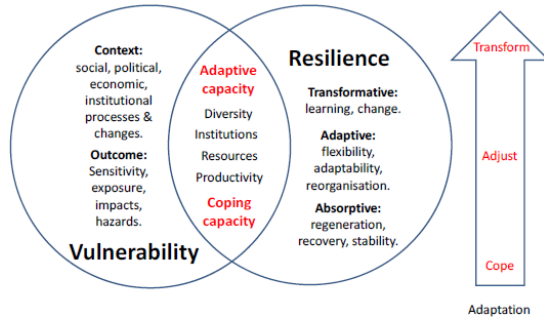 Context:
social, political,
economic,
institutional
processes &
changes.
Outcome:
Sensitivity,
exposure,
impacts,
hazards.
Vulnerability
Adaptive
capacity
Diversity
Institutions
Resources
Productivity
Coping
capacity
Resilience
Transformative:
learning, change.
Adaptive:
flexibility,
adaptability,
reorganisation.
Absorptive:
regeneration,
recovery, stability.
Transform
Adjust
Cope
Adaptation